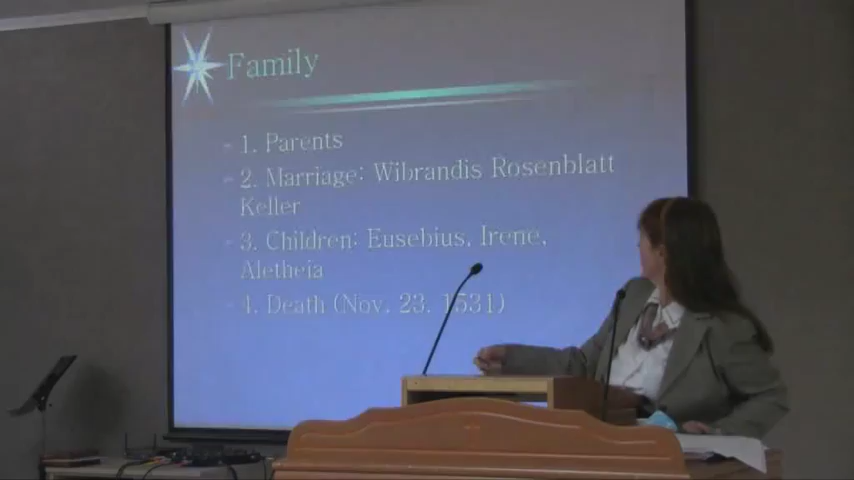 Family
- 1. Parents
- 2. Marriage: Wibrandis Rosenblatt
Keller
- 3. Children: Eusebius, Irene,
Aletheia
- 4. Death (Nov. 23, 1531)